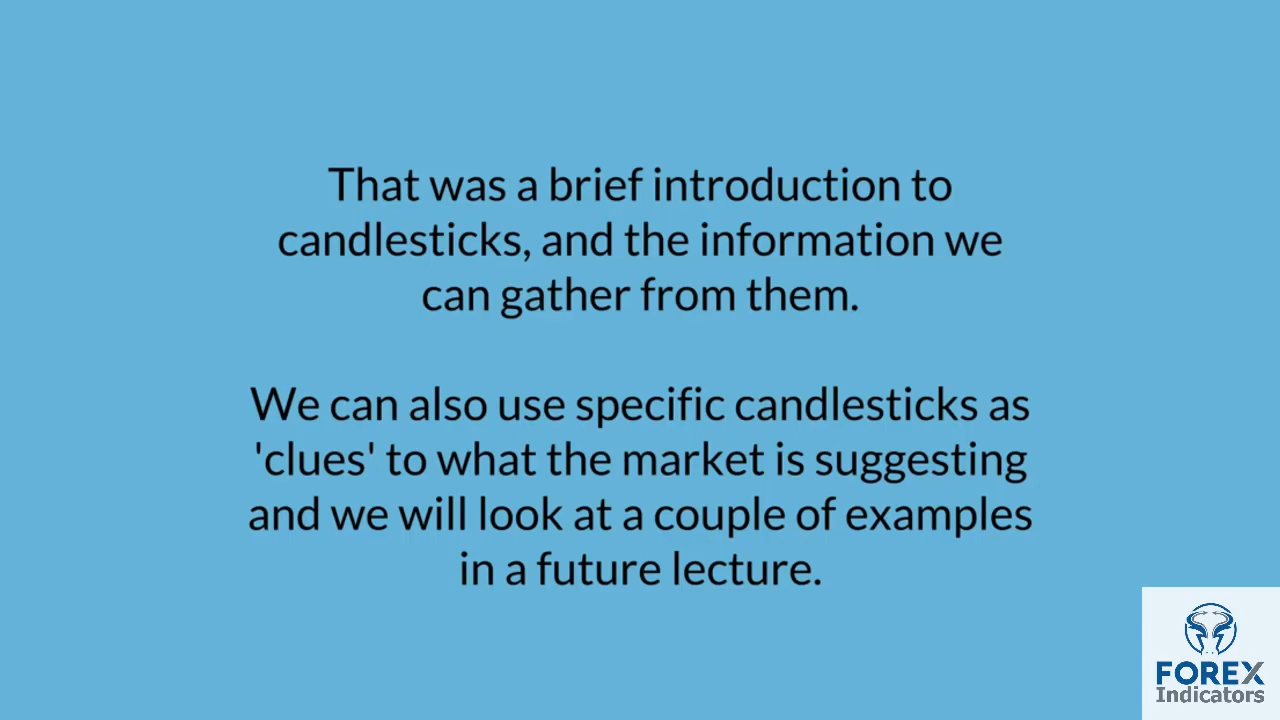 That was a brief introduction to
candlesticks, and the information we
can gather from them.
We can also use specific candlesticks as
'clues' to what the market is suggesting
and we will look at a couple of examples
in a future lecture.
FOREX
Indicators